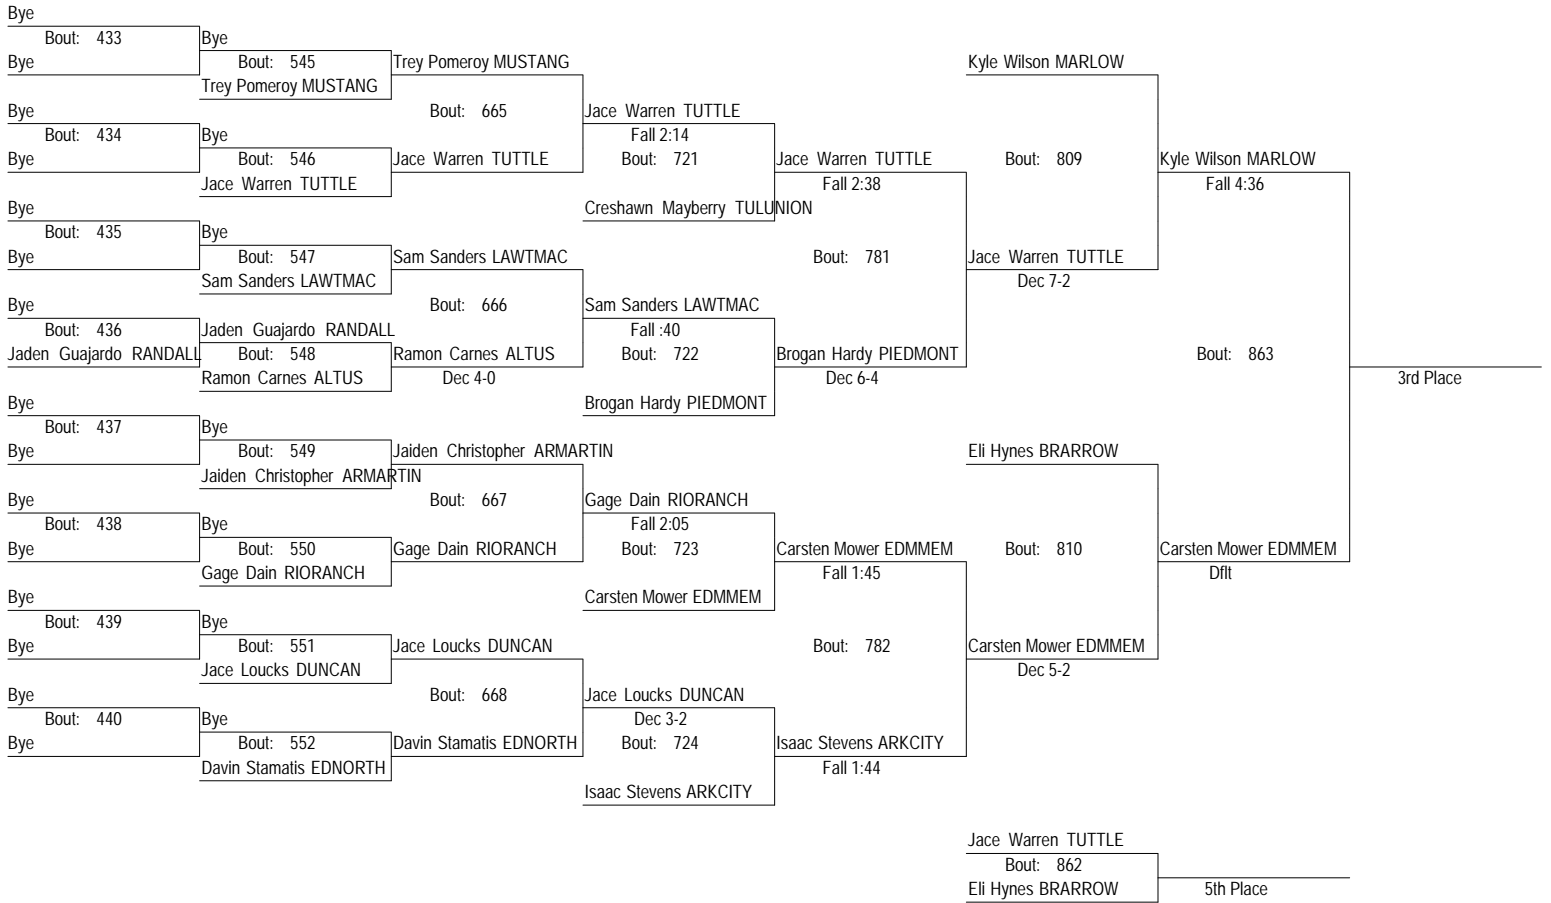 Bye
Bout: 433
Bye
Bye
Bout: 545
Trey Pomeroy MUSTANG
Trey Pomeroy MUSTANG
Kyle Wilson MARLOW
Bye
Bout: 665
Jace Warren TUTTLE
Bout: 434
Bye
Fall 2:14
Bye
Bout: 546
Jace Warren TUTTLE
Bout: 721
Jace Warren TUTTLE
Bout: 809
Kyle Wilson MARLOW
Jace Warren TUTTLE
Fall 2:38
Fall 4:36
Bye
Creshawn Mayberry TULUNION
Bout: 435
Bye
Bye
Bout: 547
Sam Sanders LAWTMAC
Bout: 781
Jace Warren TUTTLE
Sam Sanders LAWTMAC
Dec 7-2
Bye
Bout: 666
Sam Sanders LAWTMAC
Bout: 436
Jaden Guajardo RANDALL
Fall :40
Jaden Guajardo RANDALL
Bout: 548
Ramon Carnes ALTUS
Bout: 722
Brogan Hardy PIEDMONT
Bout: 863
Ramon Carnes ALTUS
Dec 4-0
Dec 6-4
3rd Place
Bye
Brogan Hardy PIEDMONT
Bout: 437
Bye
Bye
Bout: 549
Jaiden Christopher ARMARTIN
Eli Hynes BRARROW
Jaiden Christopher ARMARTIN
Bye
Bout: 667
Gage Dain RIORANCH
Bout: 438
Bye
Fall 2:05
Bye
Bout: 550
Gage Dain RIORANCH
Bout: 723
Carsten Mower EDMMEM
Bout: 810
Carsten Mower EDMMEM
Gage Dain RIORANCH
Fall 1:45
Dflt
Bye
Carsten Mower EDMMEM
Bout: 439
Bye
Bye
Bout: 551
Jace Loucks DUNCAN
Bout: 782
Carsten Mower EDMMEM
Jace Loucks DUNCAN
Dec 5-2
Bye
Bout: 668
Jace Loucks DUNCAN
Bout: 440
Bye
Dec 3-2
Bye
Bout: 552
Davin Stamatis EDNORTH
Bout: 724
Isaac Stevens ARKCITY
Davin Stamatis EDNORTH
Fall 1:44
Isaac Stevens ARKCITY
Jace Warren TUTTLE
Bout: 862
Eli Hynes BRARROW
5th Place